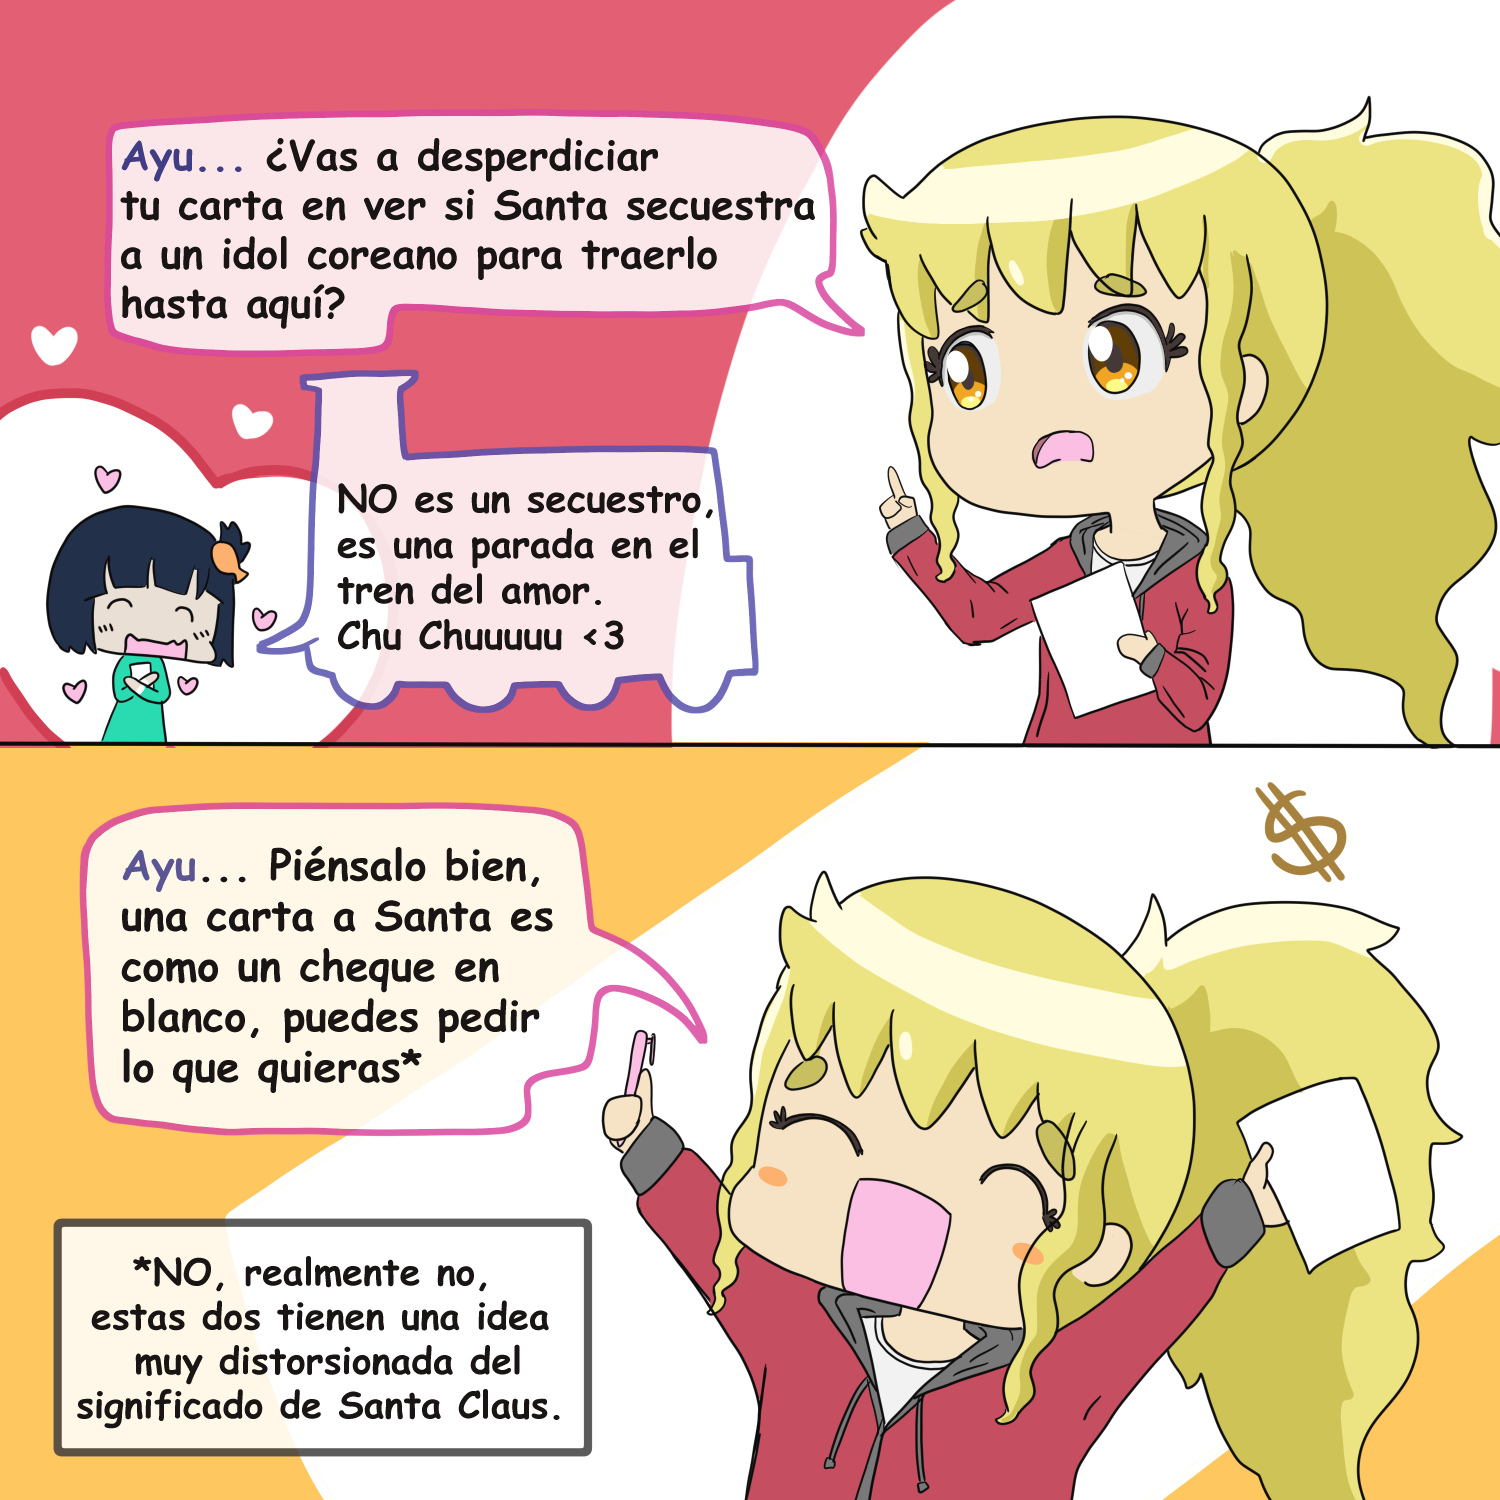 Ayu... ¿Vas a desperdiciar
tu carta en ver si Santa secuestra
a un idol coreano para traerlo
hasta aquí?
NO es un secuestro,
es una parada en el
tren del amor.
Chu Chuuuuu <3
Ayu... Piénsalo bien,
una carta a Santa es
como un cheque en
blanco, puedes pedir
lo que quieras*
$
*NO, realmente no,
estas dos tienen una idea
muy distorsionada del
significado de Santa Claus.